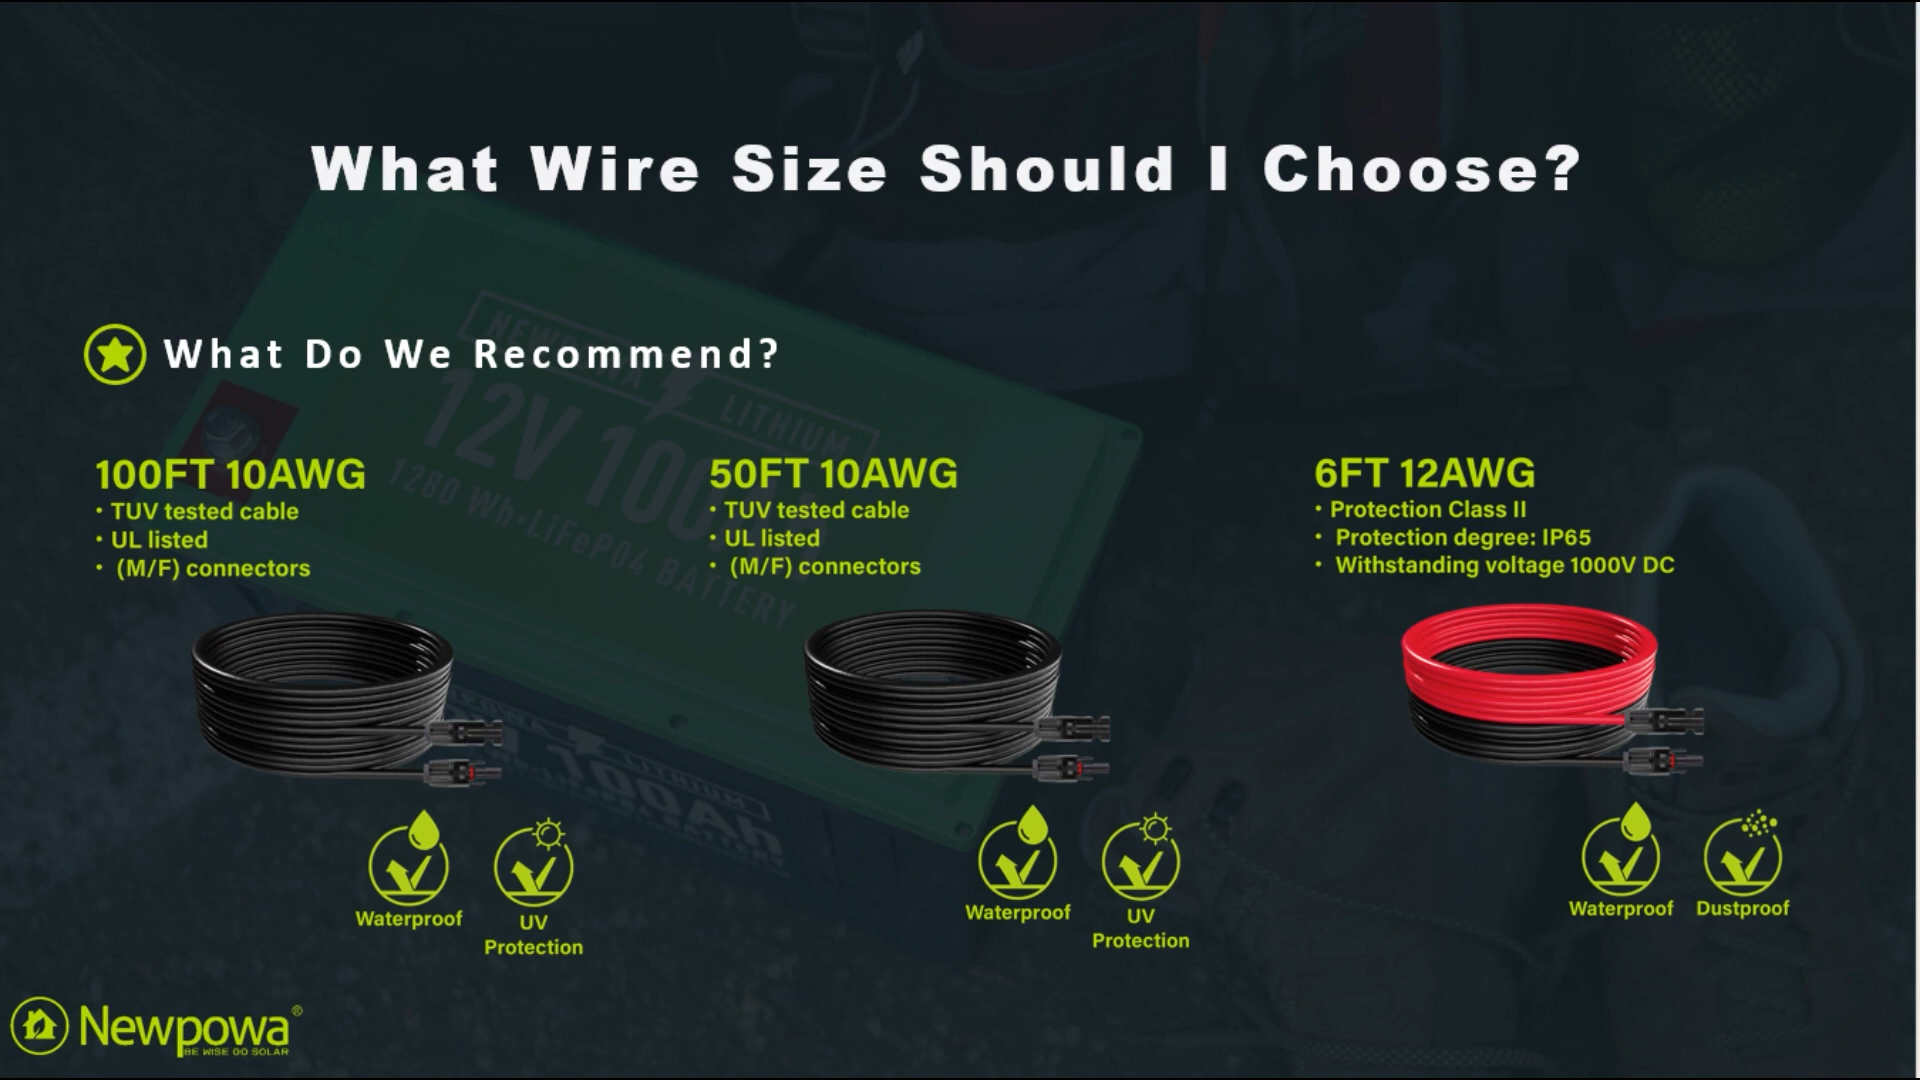 What Wire Size Should I Choose?
What Do We Recommend?
100FT 10AWG
• TUV tested cable
• UL listed
• (M/F) connectors
50FT 10AWG
• TUV tested cable
• UL listed
• (M/F) connectors
6FT 12AWG
• Protection Class II
• Protection degree: IP65
• Withstanding voltage 1000V DC
NEWPOWA LITHIUM
12V 100Ah
1280 Wh·LiFePO4 BATTERY
Waterproof
UV
Protection
Waterproof
UV
Protection
Waterproof
Dustproof
Newpowa®
BE WISE GO SOLAR